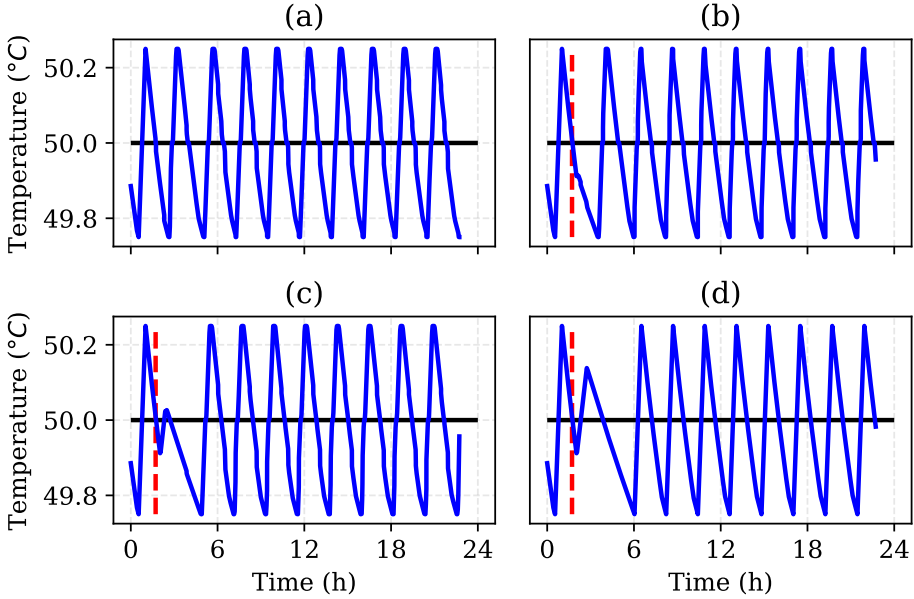 (a)
(b)
Temperature (°C)
50.2
50.0
49.8
(c)
(d)
Temperature (°C)
50.2
50.0
49.8
0 6 12 18 24
0 6 12 18 24
Time (h)
Time (h)